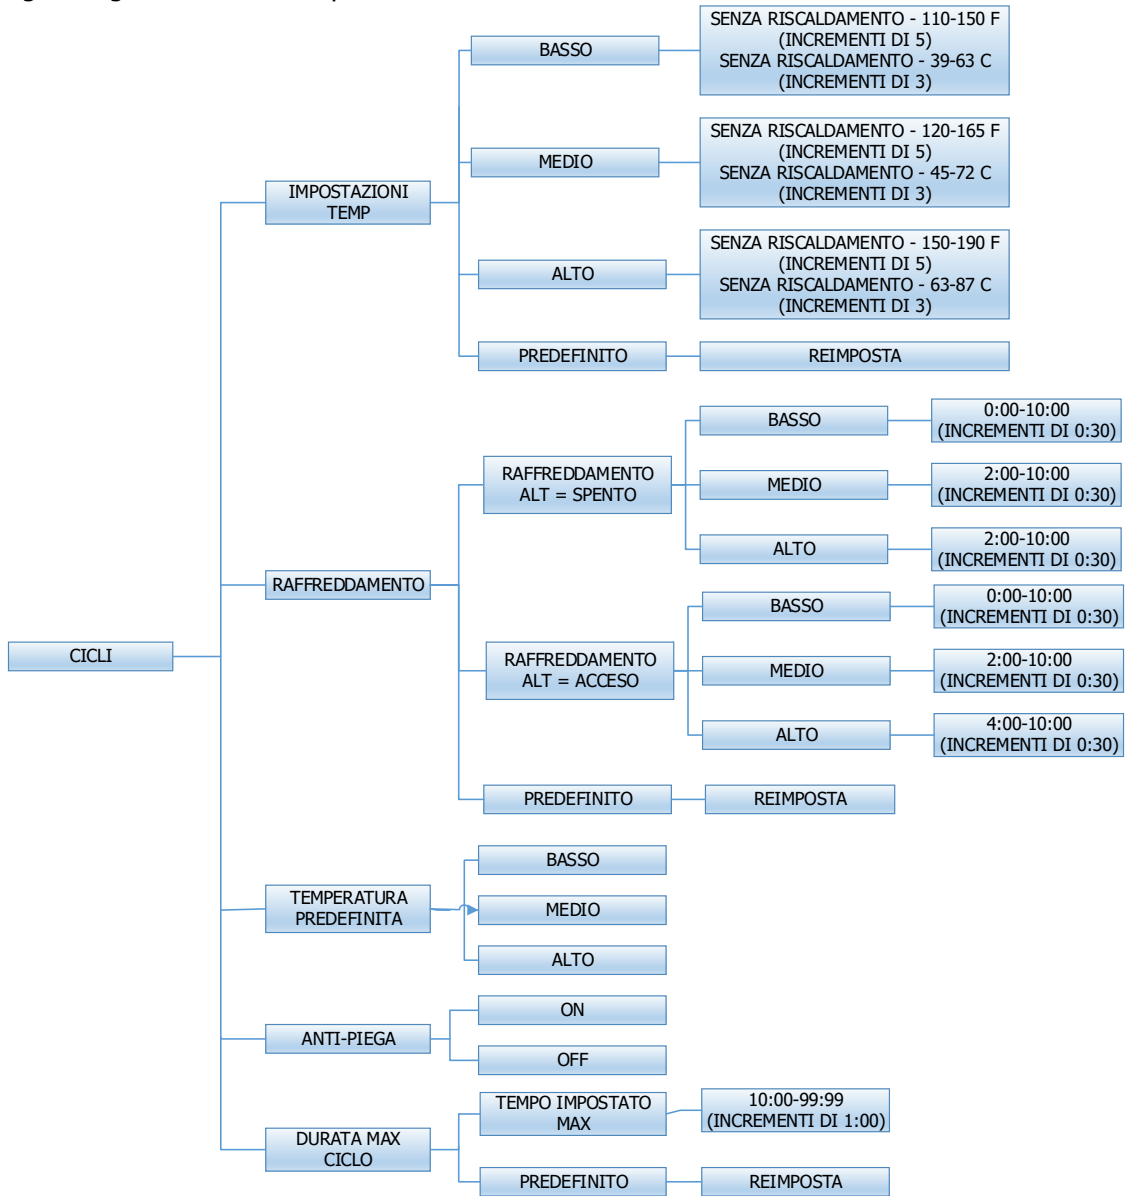 SENZA RISCALDAMENTO - 110-150 F
(INCREMENTI DI 5)
SENZA RISCALDAMENTO - 39-63 C
(INCREMENTI DI 3)
BASSO
SENZA RISCALDAMENTO - 120-165 F
(INCREMENTI DI 5)
SENZA RISCALDAMENTO - 45-72 C
(INCREMENTI DI 3)
MEDIO
IMPOSTAZIONI
TEMP
SENZA RISCALDAMENTO - 150-190 F
(INCREMENTI DI 5)
SENZA RISCALDAMENTO - 63-87 C
(INCREMENTI DI 3)
ALTO
PREDEFINITO
REIMPOSTA
BASSO
0:00-10:00
(INCREMENTI DI 0:30)
RAFFREDDAMENTO
ALT = SPENTO
MEDIO
2:00-10:00
(INCREMENTI DI 0:30)
ALTO
2:00-10:00
(INCREMENTI DI 0:30)
RAFFREDDAMENTO
BASSO
0:00-10:00
(INCREMENTI DI 0:30)
CICLI
RAFFREDDAMENTO
ALT = ACCESO
MEDIO
2:00-10:00
(INCREMENTI DI 0:30)
ALTO
4:00-10:00
(INCREMENTI DI 0:30)
PREDEFINITO
REIMPOSTA
BASSO
TEMPERATURA
PREDEFINITA
MEDIO
ALTO
ON
ANTI-PIEGA
OFF
TEMPO IMPOSTATO
MAX
10:00-99:99
(INCREMENTI DI 1:00)
DURATA MAX
CICLO
PREDEFINITO
REIMPOSTA